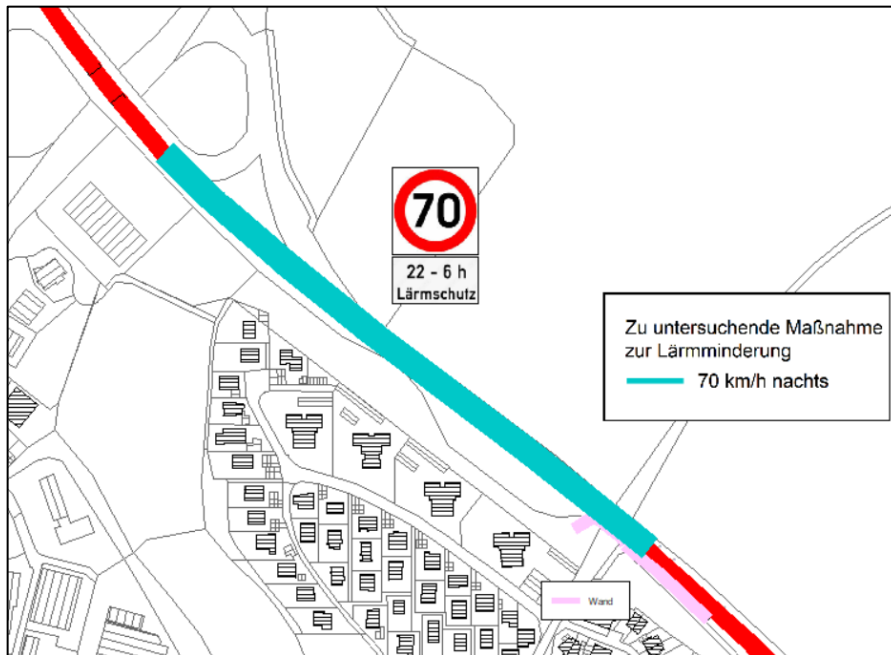 70
22 - 6 h
Lärmschutz
Zu untersuchende Maßnahme
zur Lärmminderung
70 km/h nachts
Wand